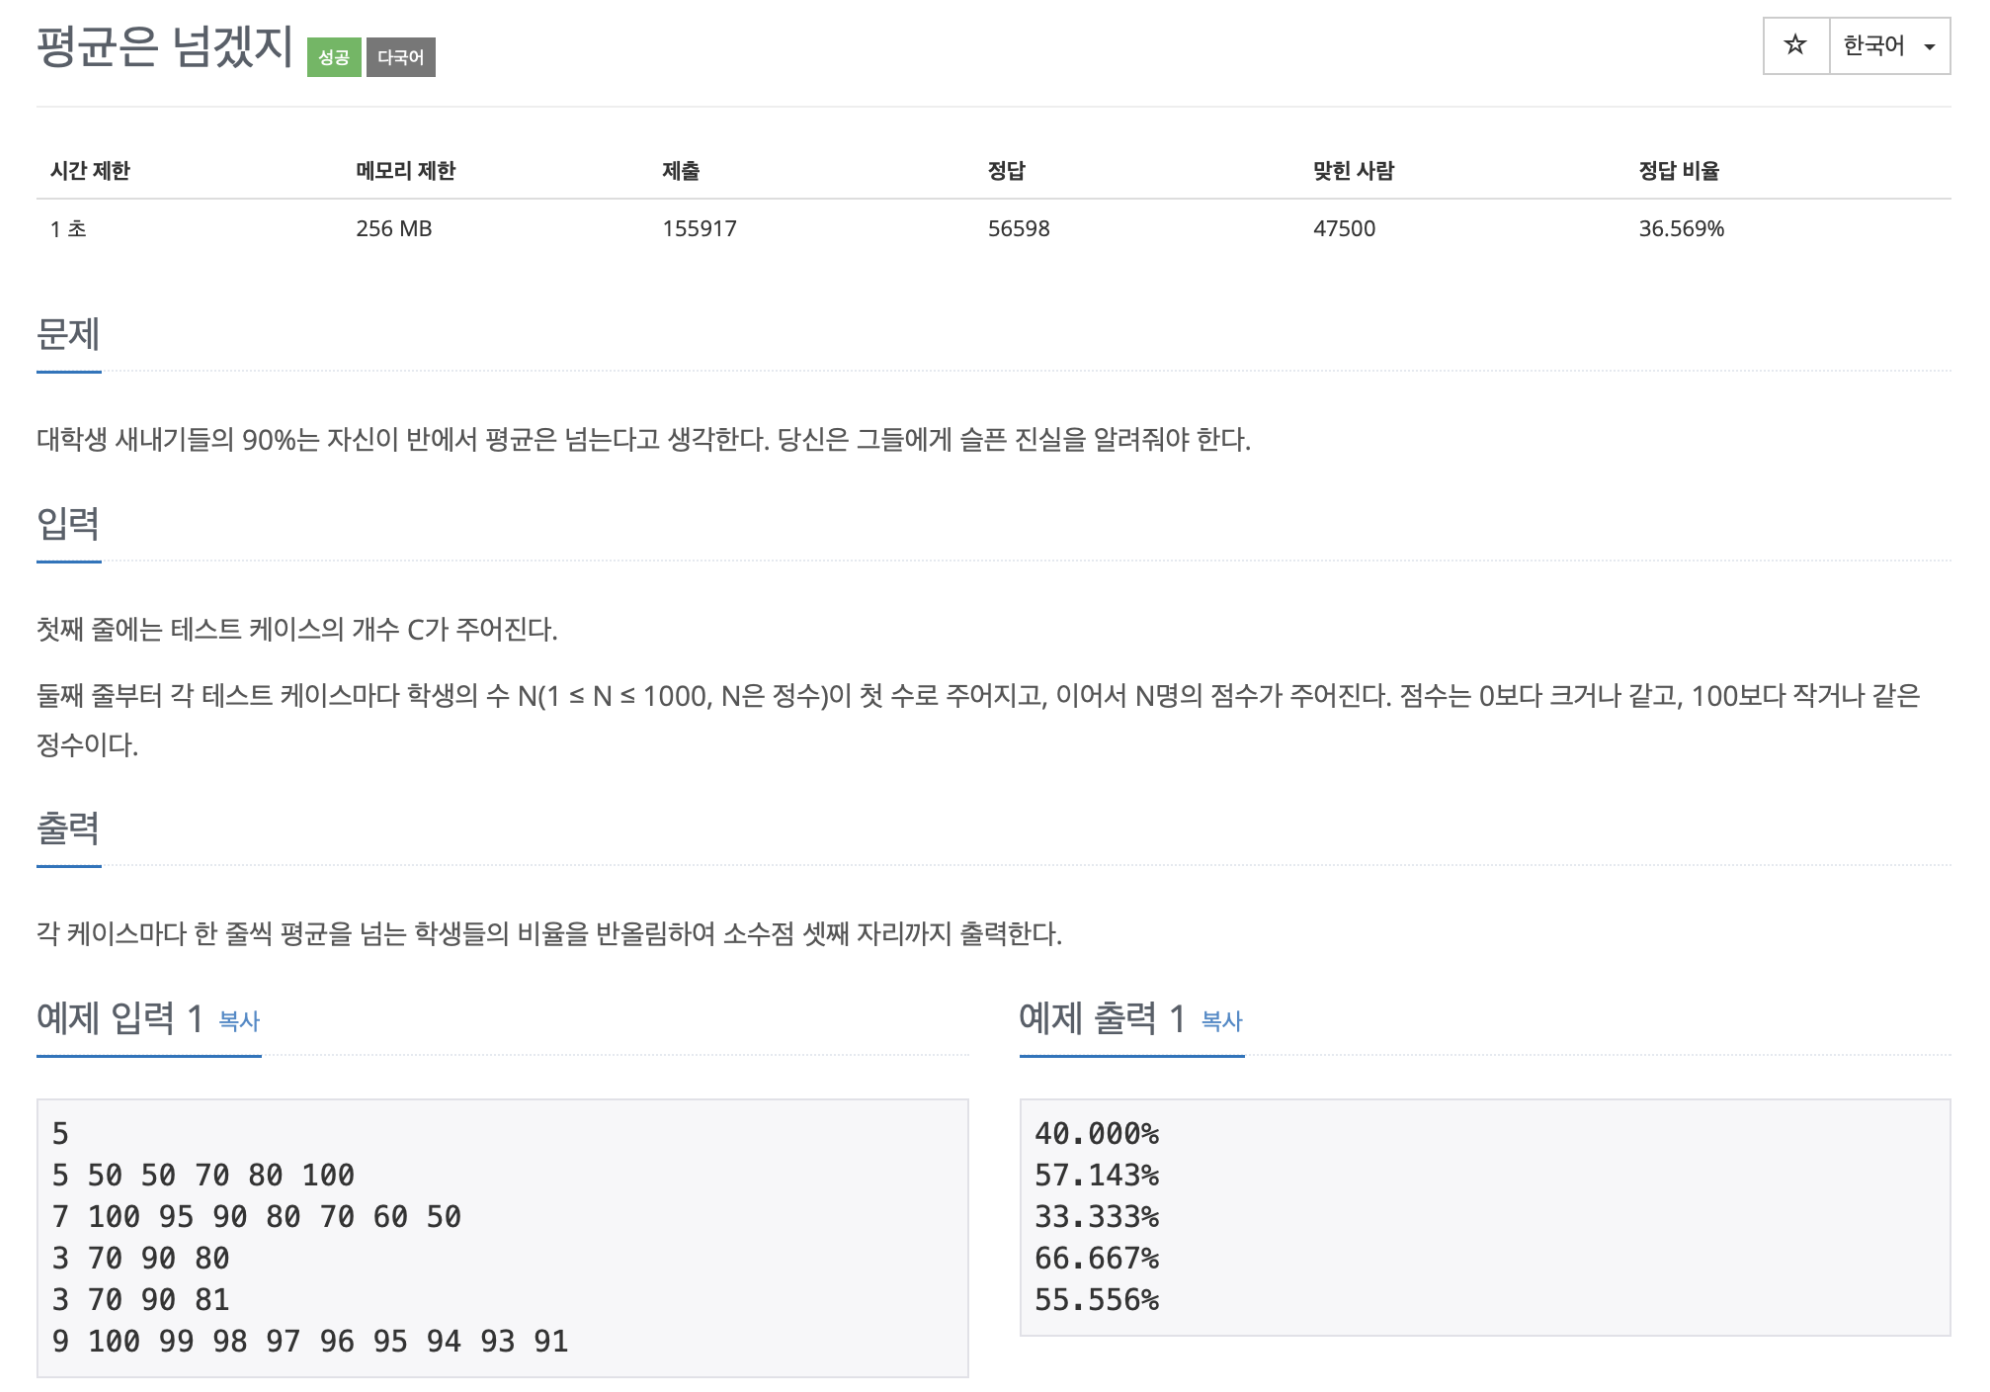 평균은 넘겠지 성공 다국어
☆ 한국어
시간 제한 메모리 제한 제출 정답 맞힌 사람 정답 비율
1 초 256 MB 155917 56598 47500 36.569%
문제
대학생 새내기들의 90%는 자신이 반에서 평균은 넘는다고 생각한다. 당신은 그들에게 슬픈 진실을 알려줘야 한다.
입력
첫째 줄에는 테스트 케이스의 개수 C가 주어진다.
둘째 줄부터 각 테스트 케이스마다 학생의 수 N(1 ≤ N ≤ 1000, N은 정수)이 첫 수로 주어지고, 이어서 N명의 점수가 주어진다. 점수는 0보다 크거나 같고, 100보다 작거나 같은
정수이다.
출력
각 케이스마다 한 줄씩 평균을 넘는 학생들의 비율을 반올림하여 소수점 셋째 자리까지 출력한다.
예제 입력 1 복사
5
5 50 50 70 80 100
7 100 95 90 80 70 60 50
3 70 90 80
3 70 90 81
9 100 99 98 97 96 95 94 93 91
예제 출력 1 복사
40.000%
57.143%
33.333%
66.667%
55.556%